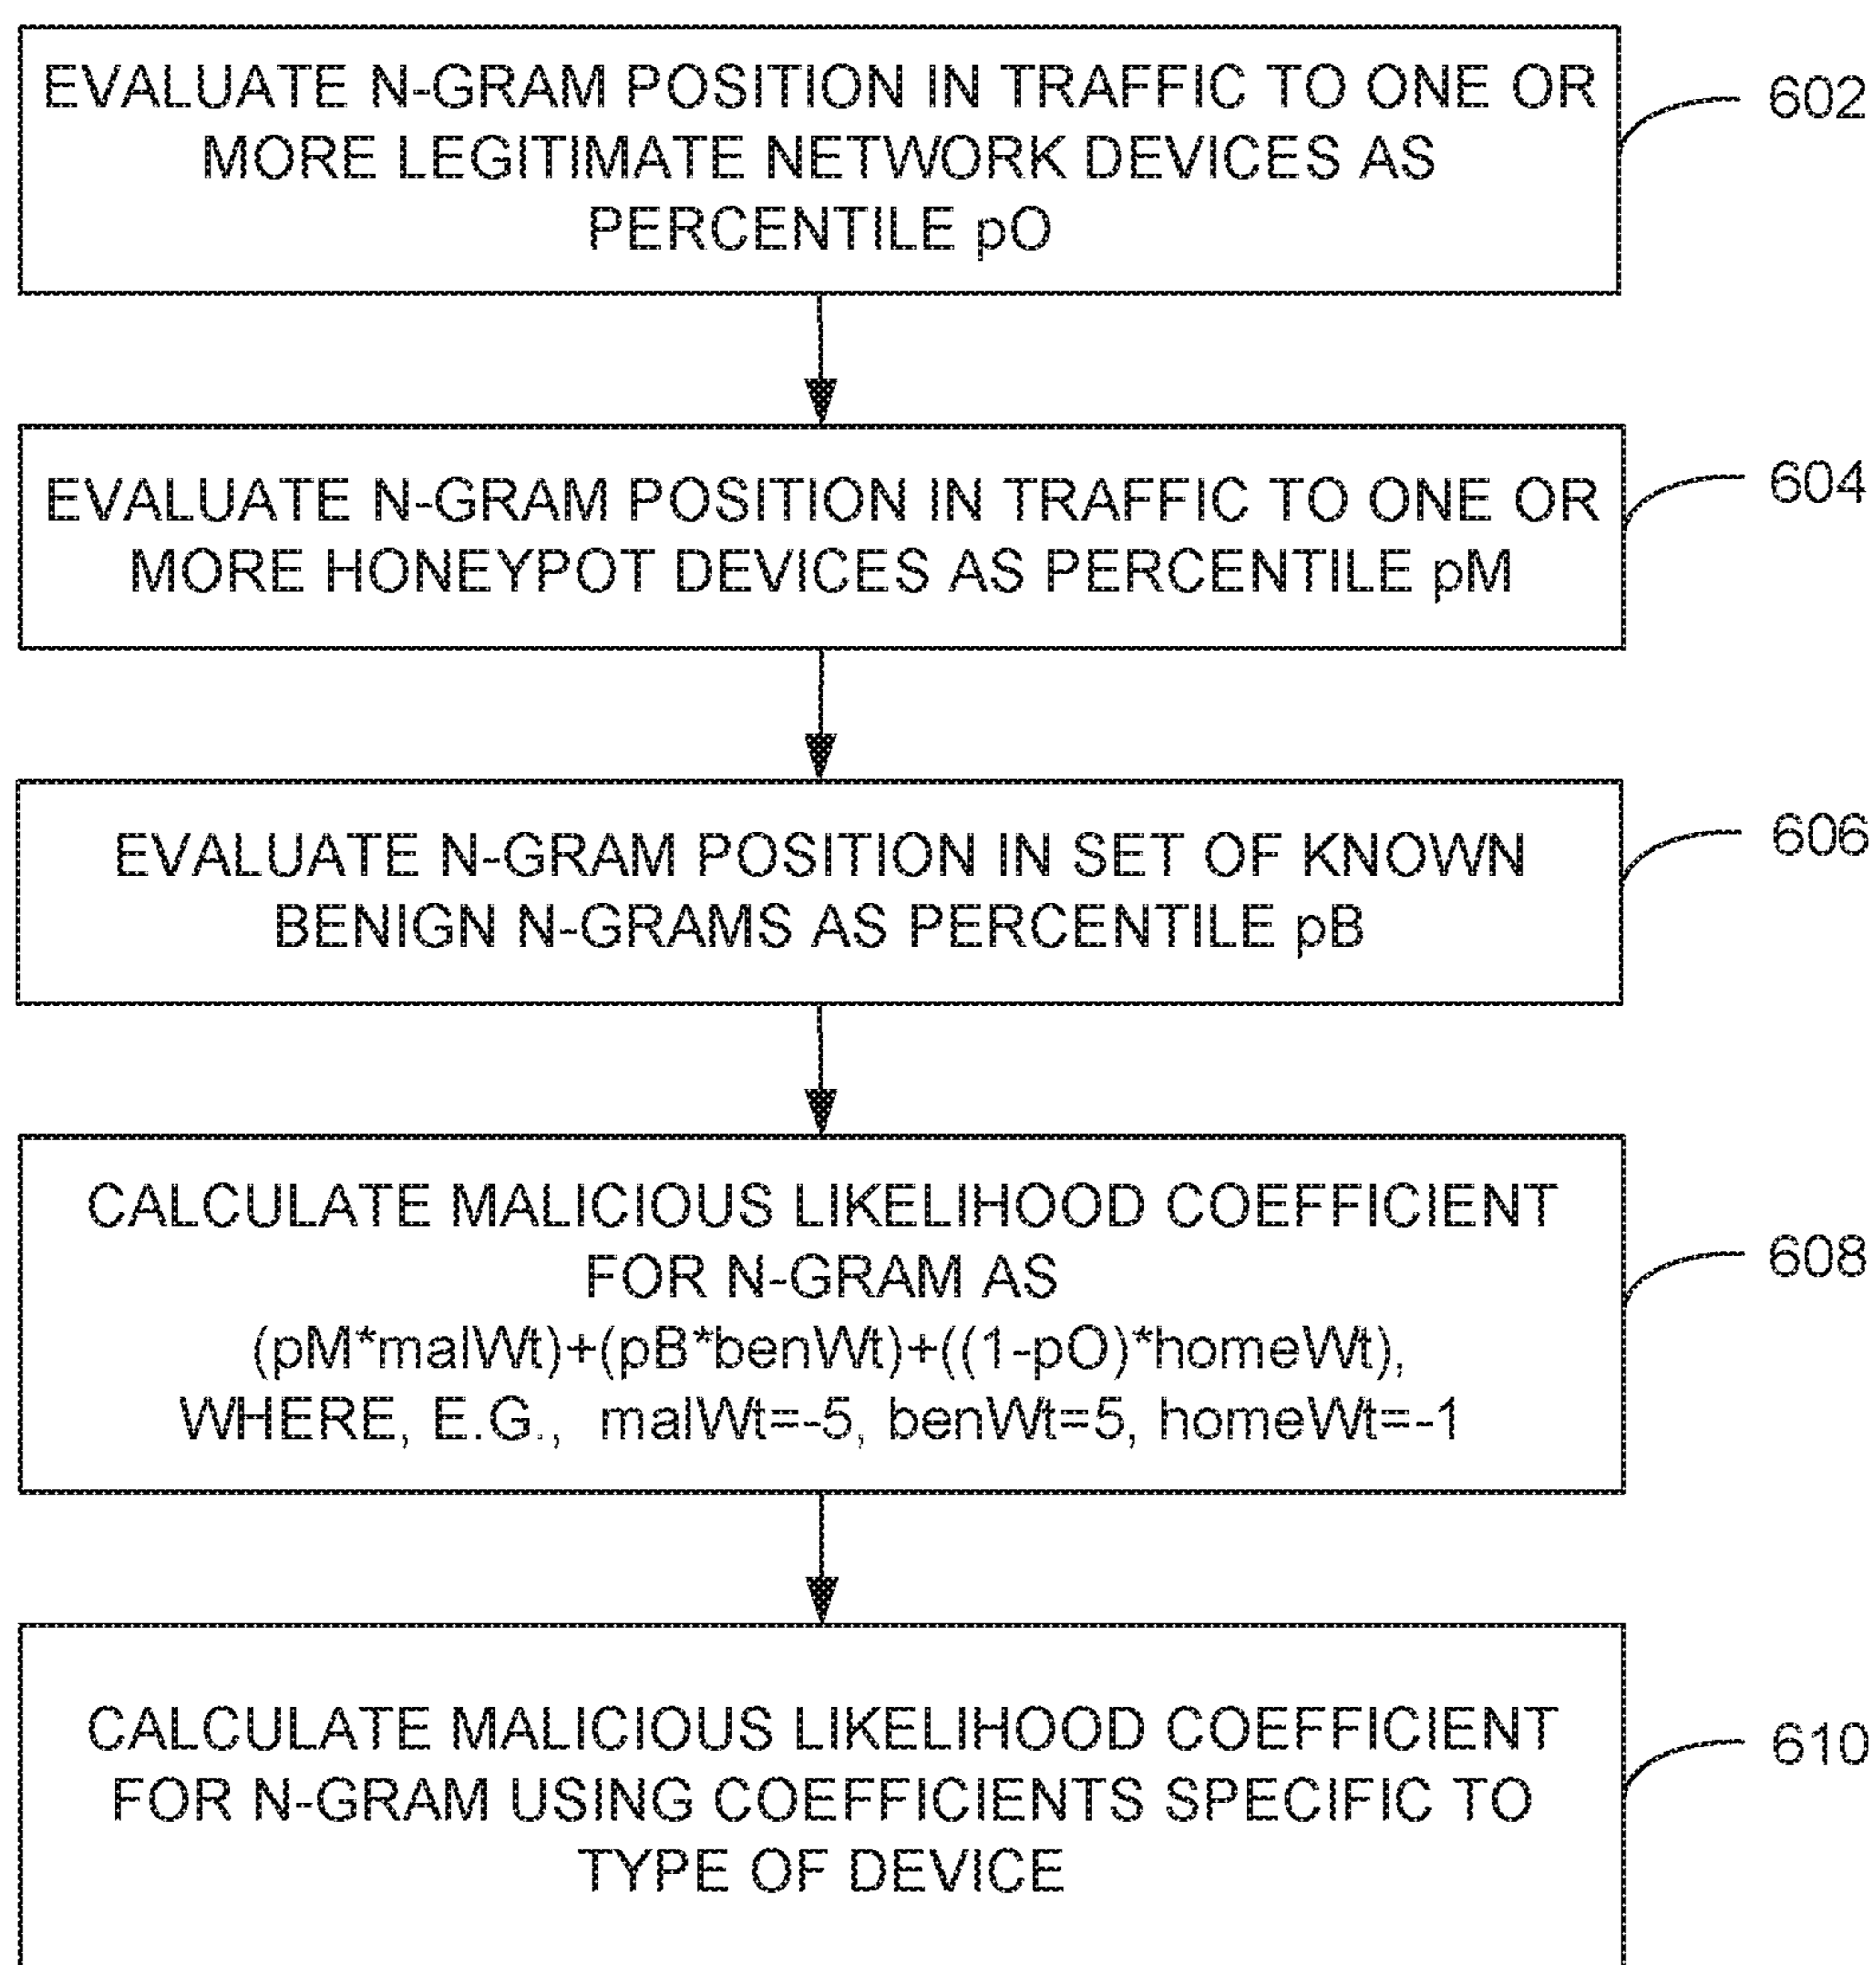 EVALUATE N-GRAM POSITION IN TRAFFIC TO ONE OR
MORE LEGITIMATE NETWORK DEVICES AS
PERCENTILE pO
602
EVALUATE N-GRAM POSITION IN TRAFFIC TO ONE OR
MORE HONEYPOT DEVICES AS PERCENTILE pM
604
EVALUATE N-GRAM POSITION IN SET OF KNOWN
BENIGN N-GRAMS AS PERCENTILE pB
606
CALCULATE MALICIOUS LIKELIHOOD COEFFICIENT
FOR N-GRAM AS
(pM*malWt)+(pB*benWt)+((1-pO)*homeWt),
WHERE, E.G., malWt=-5, benWt=5, homeWt=-1
608
CALCULATE MALICIOUS LIKELIHOOD COEFFICIENT
FOR N-GRAM USING COEFFICIENTS SPECIFIC TO
TYPE OF DEVICE
610